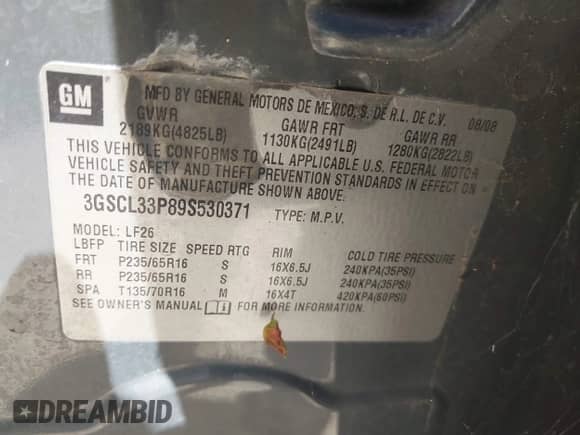 GM
MFD BY GENERAL MOTORS DE MEXICO, S. DE R.L. DE C.V. 08/08
GVWR GAWR FRT GAWR RR
2189KG(4825LB) 1130KG(2491LB) 1280KG(2822LB)
THIS VEHICLE CONFORMS TO ALL APPLICABLE U.S. FEDERAL MOTOR
VEHICLE SAFETY AND THEFT PREVENTION STANDARDS IN EFFECT ON
THE DATE OF MANUFACTURE SHOWN ABOVE.
3GSCL33P89S530371 TYPE: M.P.V.
MODEL: LF26
LBFP TIRE SIZE SPEED RTG RIM COLD TIRE PRESSURE
FRT P235/65R16 S 16X6.5J 240KPA(35PSI)
RR P235/65R16 S 16X6.5J 240KPA(35PSI)
SPA T135/70R16 M 16X4T 420KPA(60PSI)
SEE OWNER'S MANUAL FOR MORE INFORMATION.
DREAMBID